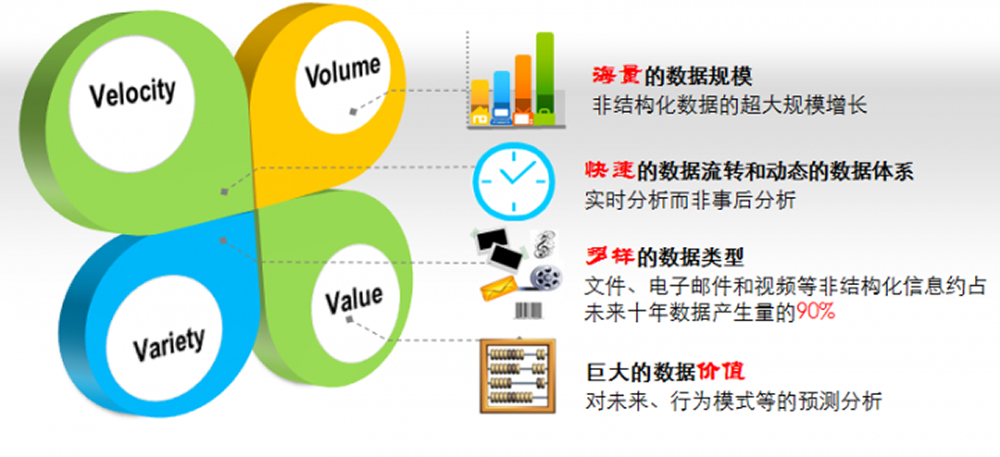 Velocity
Volume
海量的数据规模
非结构化数据的超大规模增长
快速的数据流转和动态的数据体系
实时分析而非事后分析
多样的数据类型
文件、电子邮件和视频等非结构化信息约占
未来十年数据产生量的90%
Value
Variety
巨大的数据价值
对未来、行为模式等的预测分析